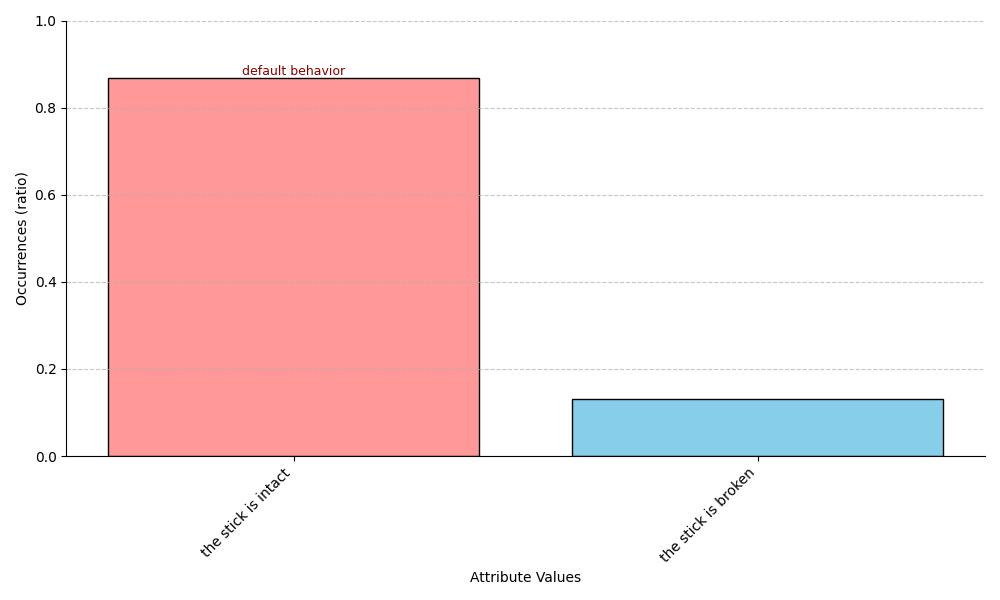 1.0
default behavior
0.8
0.6
0.4
0.2
0.0
Occurrences (ratio)
the stick is intact
the stick is broken
Attribute Values